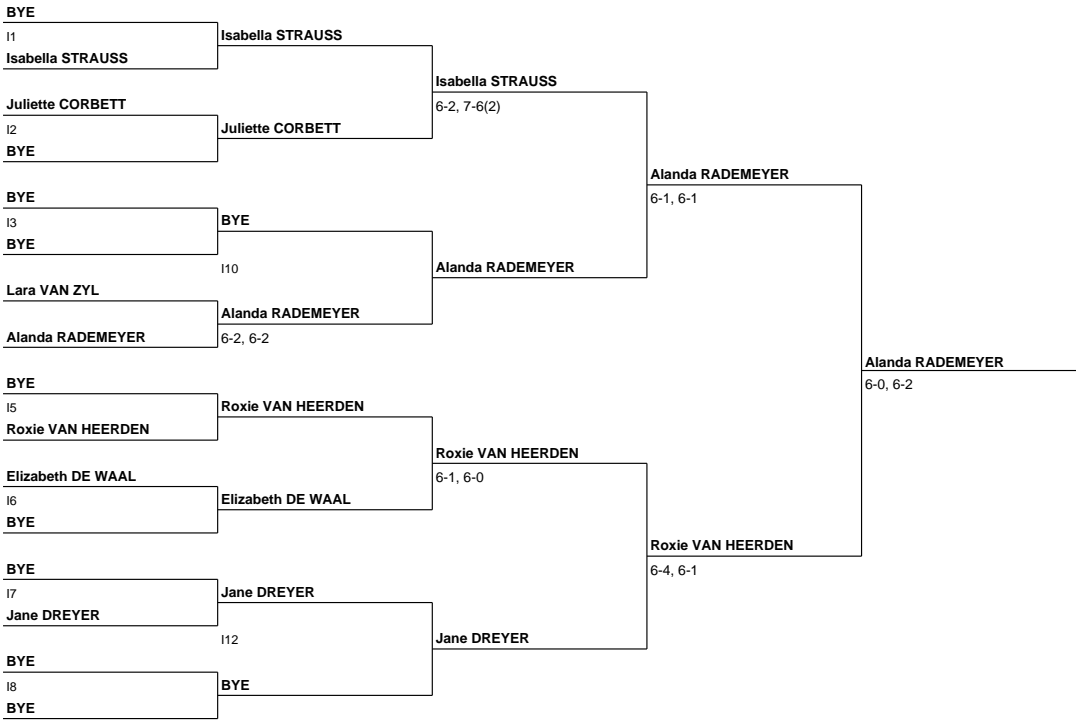 BYE
I1
Isabella STRAUSS
Isabella STRAUSS
Juliette CORBETT
I2
BYE
Juliette CORBETT
Isabella STRAUSS
6-2, 7-6(2)
BYE
I3
BYE
BYE
I10
Lara VAN ZYL
Alanda RADEMEYER
Alanda RADEMEYER
6-2, 6-2
Alanda RADEMEYER
Alanda RADEMEYER
6-1, 6-1
BYE
I5
Roxie VAN HEERDEN
Roxie VAN HEERDEN
Elizabeth DE WAAL
I6
BYE
Elizabeth DE WAAL
Roxie VAN HEERDEN
6-1, 6-0
BYE
I7
Jane DREYER
Jane DREYER
I12
BYE
I8
BYE
BYE
Jane DREYER
Roxie VAN HEERDEN
6-4, 6-1
Alanda RADEMEYER
6-0, 6-2